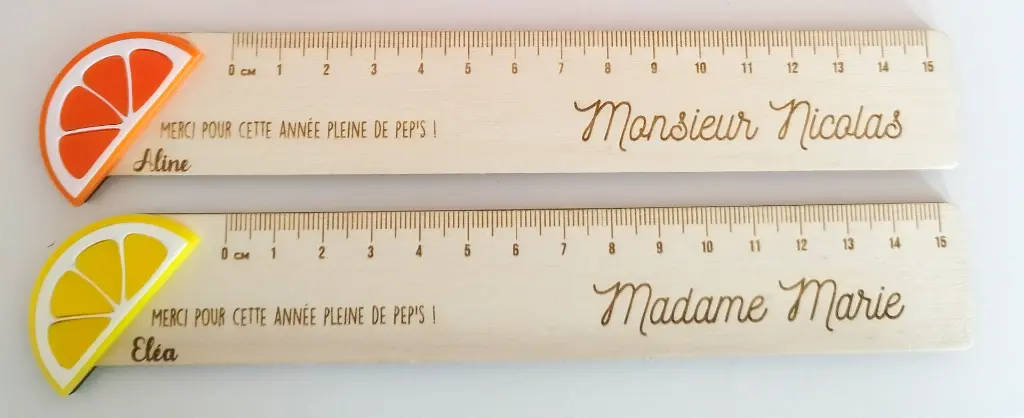 0 CM 1 2 3 4 5 6 7 8 9 10 11 12 13 14 15
MERCI POUR CETTE ANNÉE PLEINE DE PEP'S !
Monsieur Nicolas
Aline
0 CM 1 2 3 4 5 6 7 8 9 10 11 12 13 14 15
MERCI POUR CETTE ANNÉE PLEINE DE PEP'S !
Madame Marie
Eléa